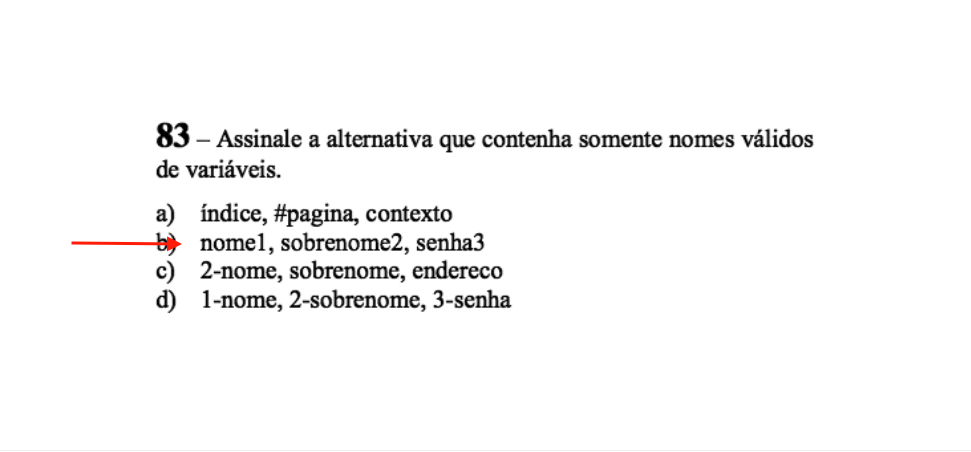 83 – Assinale a alternativa que contenha somente nomes válidos
de variáveis.
a) índice, #pagina, contexto
b) nome1, sobrenome2, senha3
c) 2-nome, sobrenome, endereco
d) 1-nome, 2-sobrenome, 3-senha